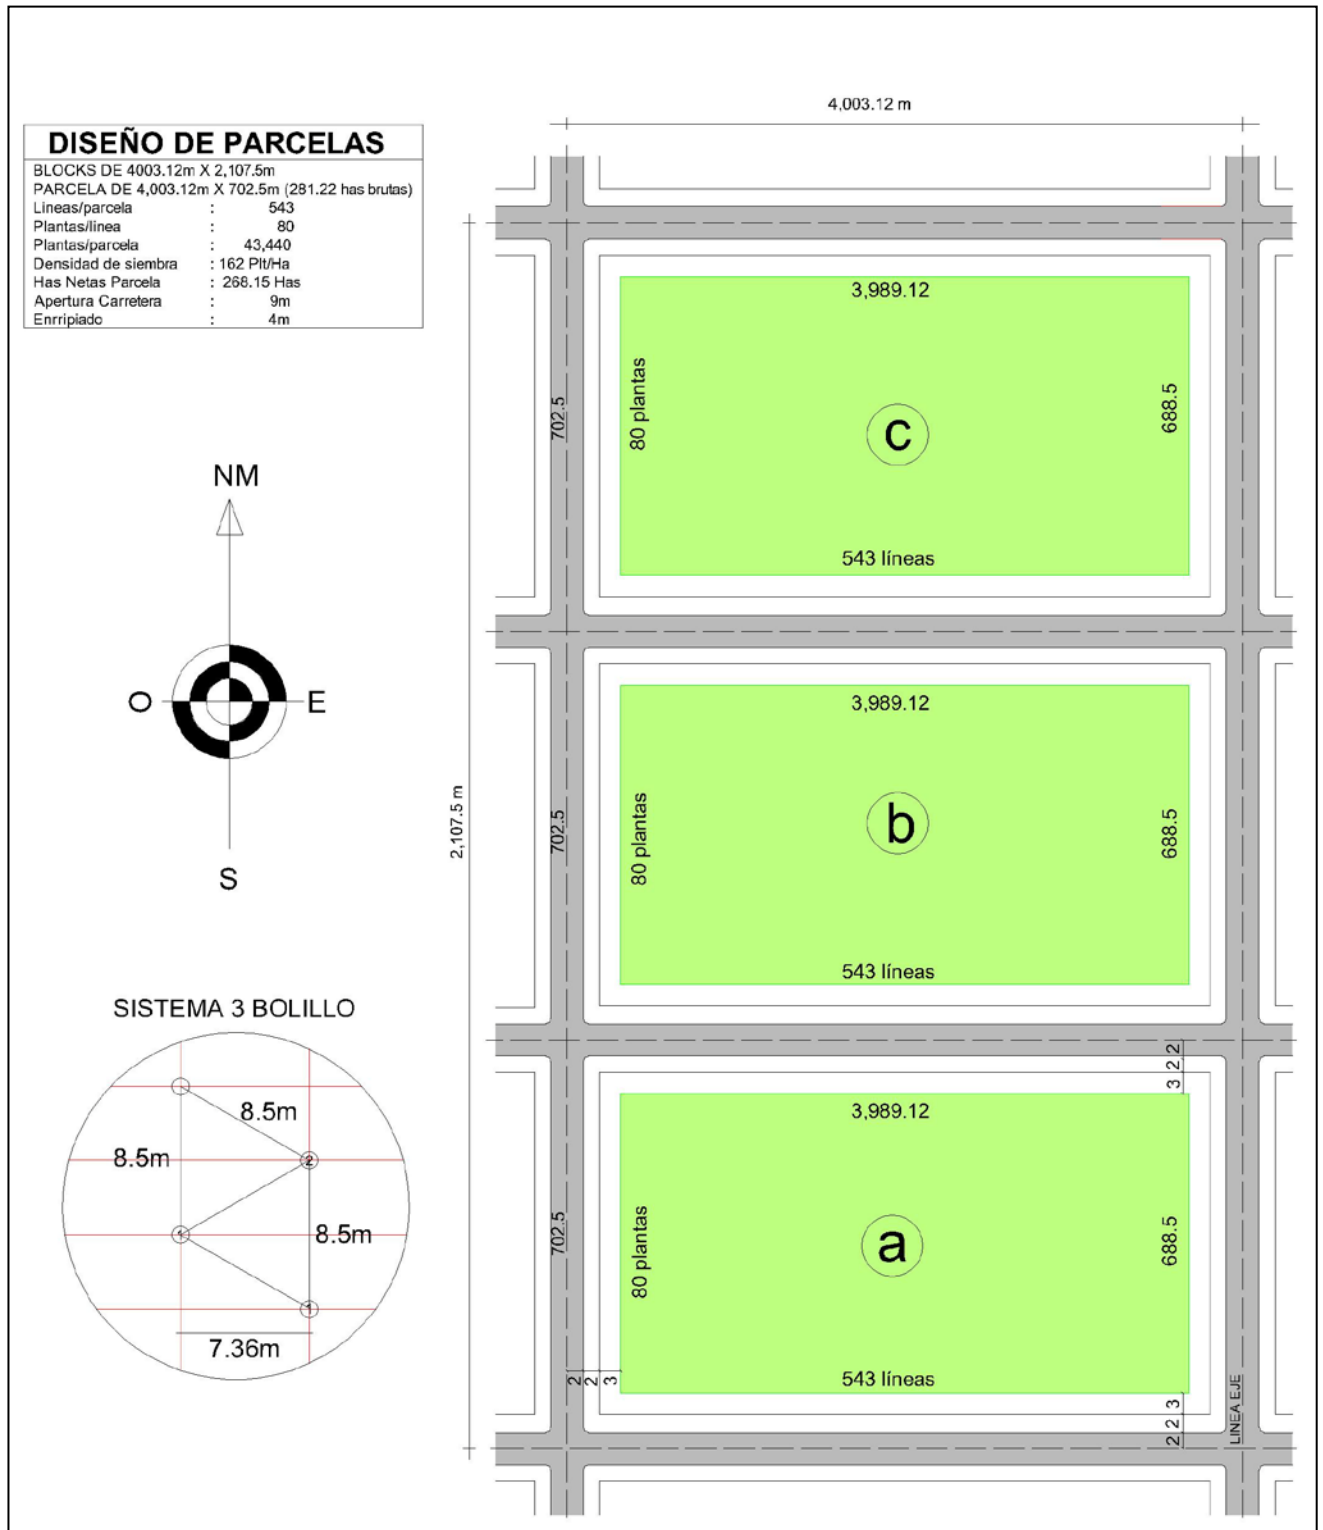 DISEÑO DE PARCELAS
BLOCKS DE 4003.12m X 2,107.5m
PARCELA DE 4,003.12m X 702.5m (281.22 has brutas)
Lineas/parcela : 543
Plantas/linea : 80
Plantas/parcela : 43,440
Densidad de siembra : 162 Plt/Ha
Has Netas Parcela : 268.15 Has
Apertura Carretera : 9m
Enrripiado : 4m
NM
O
E
S
SISTEMA 3 BOLILLO
8.5m
8.5m
2
1
8.5m
1
7.36m
4,003.12 m
2,107.5 m
3,989.12
702.5
80 plantas
c
688.5
543 líneas
3,989.12
702.5
80 plantas
b
688.5
543 líneas
2
2
3
3,989.12
702.5
80 plantas
a
688.5
543 líneas
2
2
3
3
2
2
LINEA EJE